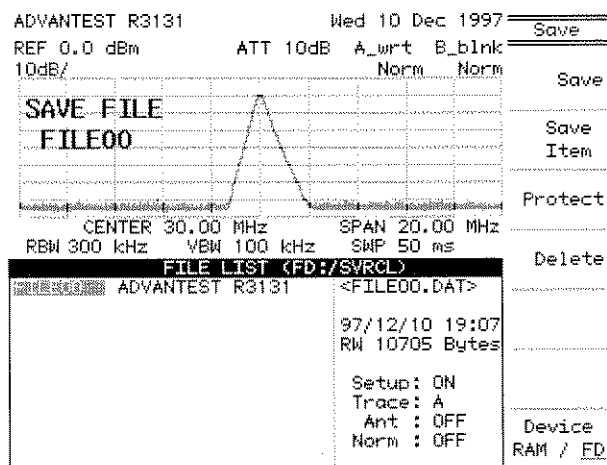 ADVANTEST R3131 Wed 10 Dec 1997
REF 0.0 dBm ATT 10dB A_wrt B_blnk
10dB/ Norm Norm
SAVE FILE
FILE00
CENTER 30.00 MHz SPAN 20.00 MHz
RBW 300 kHz VBW 100 kHz SWP 50 ms
FILE LIST (FD:/SVRCL)
FILE00 ADVANTEST R3131
<FILE00.DAT>
97/12/10 19:07
RW 10705 Bytes
Setup: ON
Trace: A
Ant : OFF
Norm : OFF
Save
Save
Save
Item
Protect
Delete
Device
RAM / FD